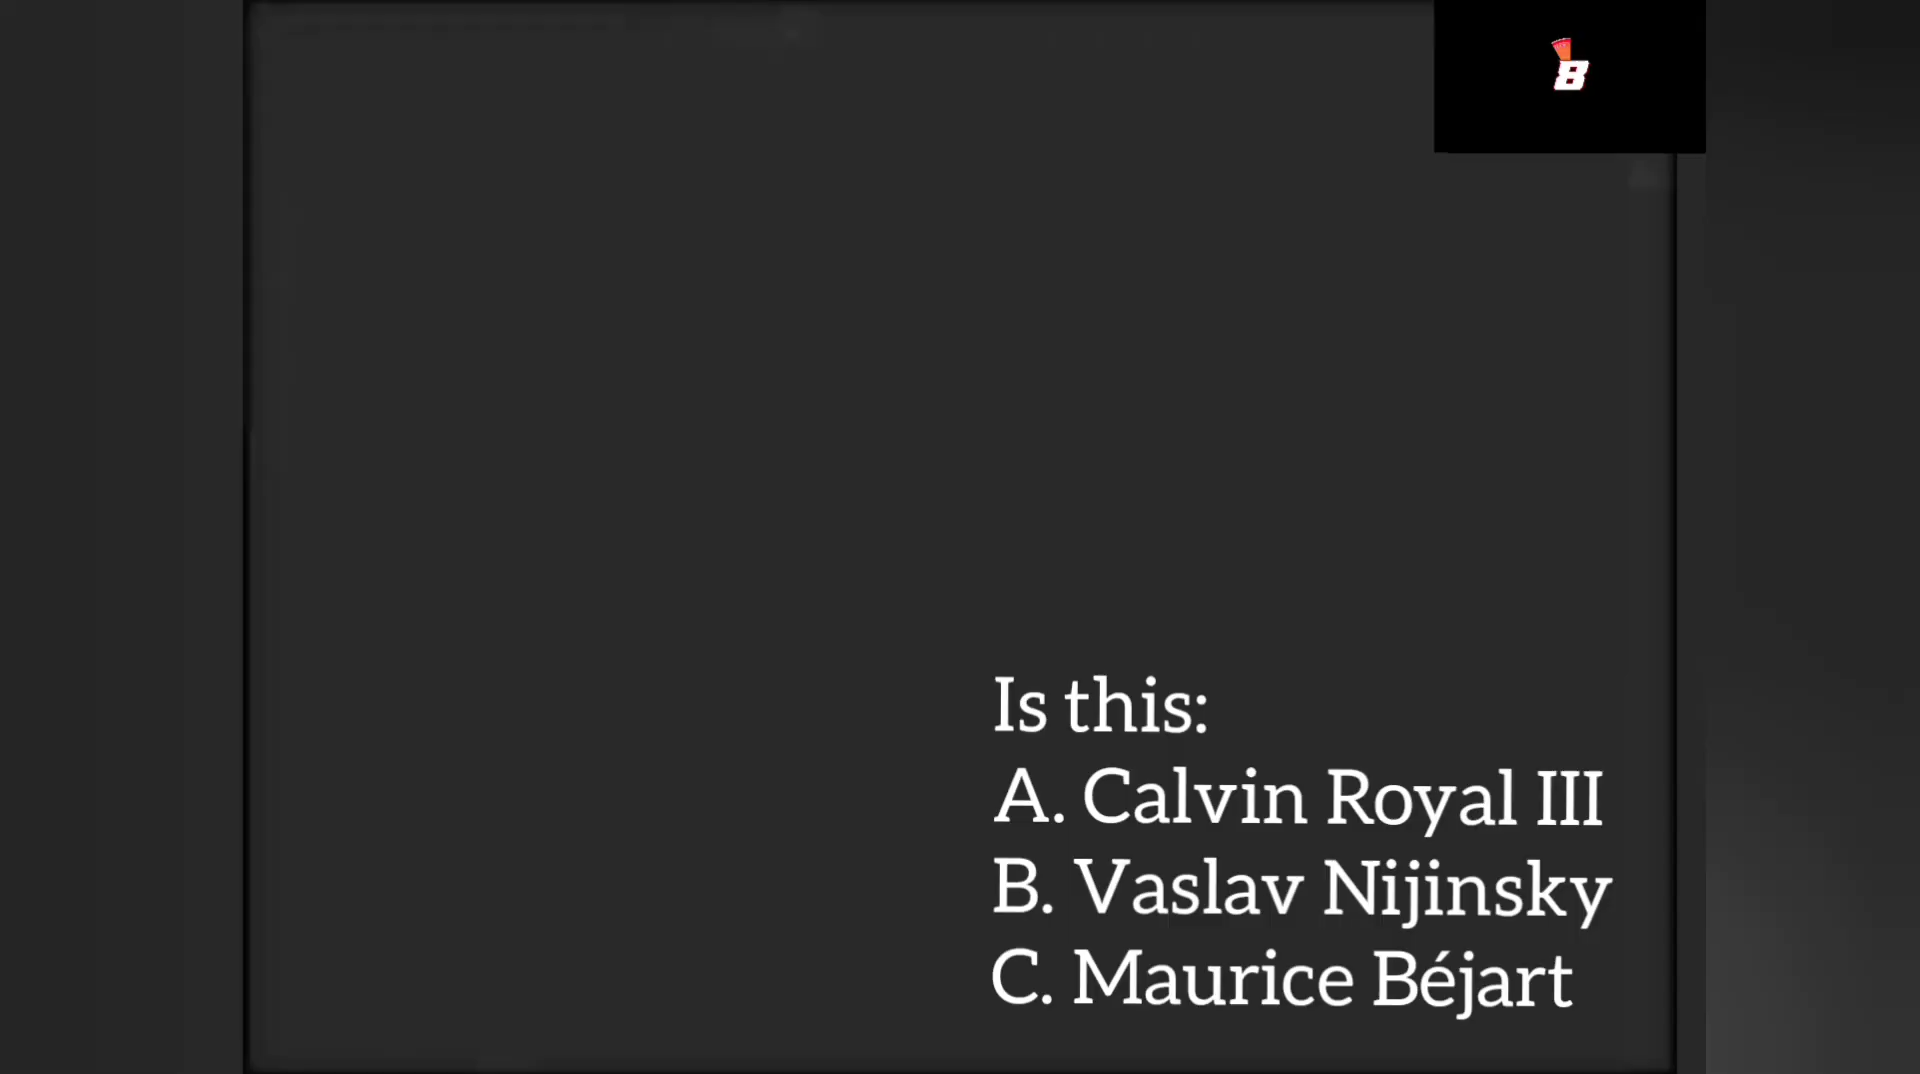 B
Is this:
A. Calvin Royal III
B. Vaslav Nijinsky
C. Maurice Béjart